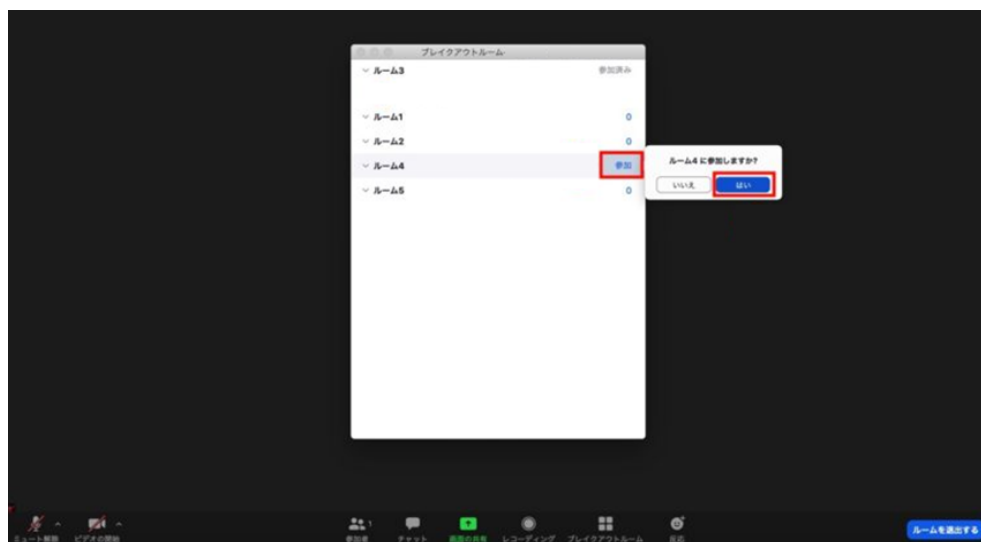 ブレイクアウトルーム
ルーム3 参加済み
ルーム1 0
ルーム2 0
ルーム4 参加
ルーム5 0
ルーム4 に参加しますか?
いいえ はい
1
ミュート解除 ビデオの開始 参加者 チャット 画面の共有 レコーディング ブレイクアウトルーム 反応
ルームを退出する